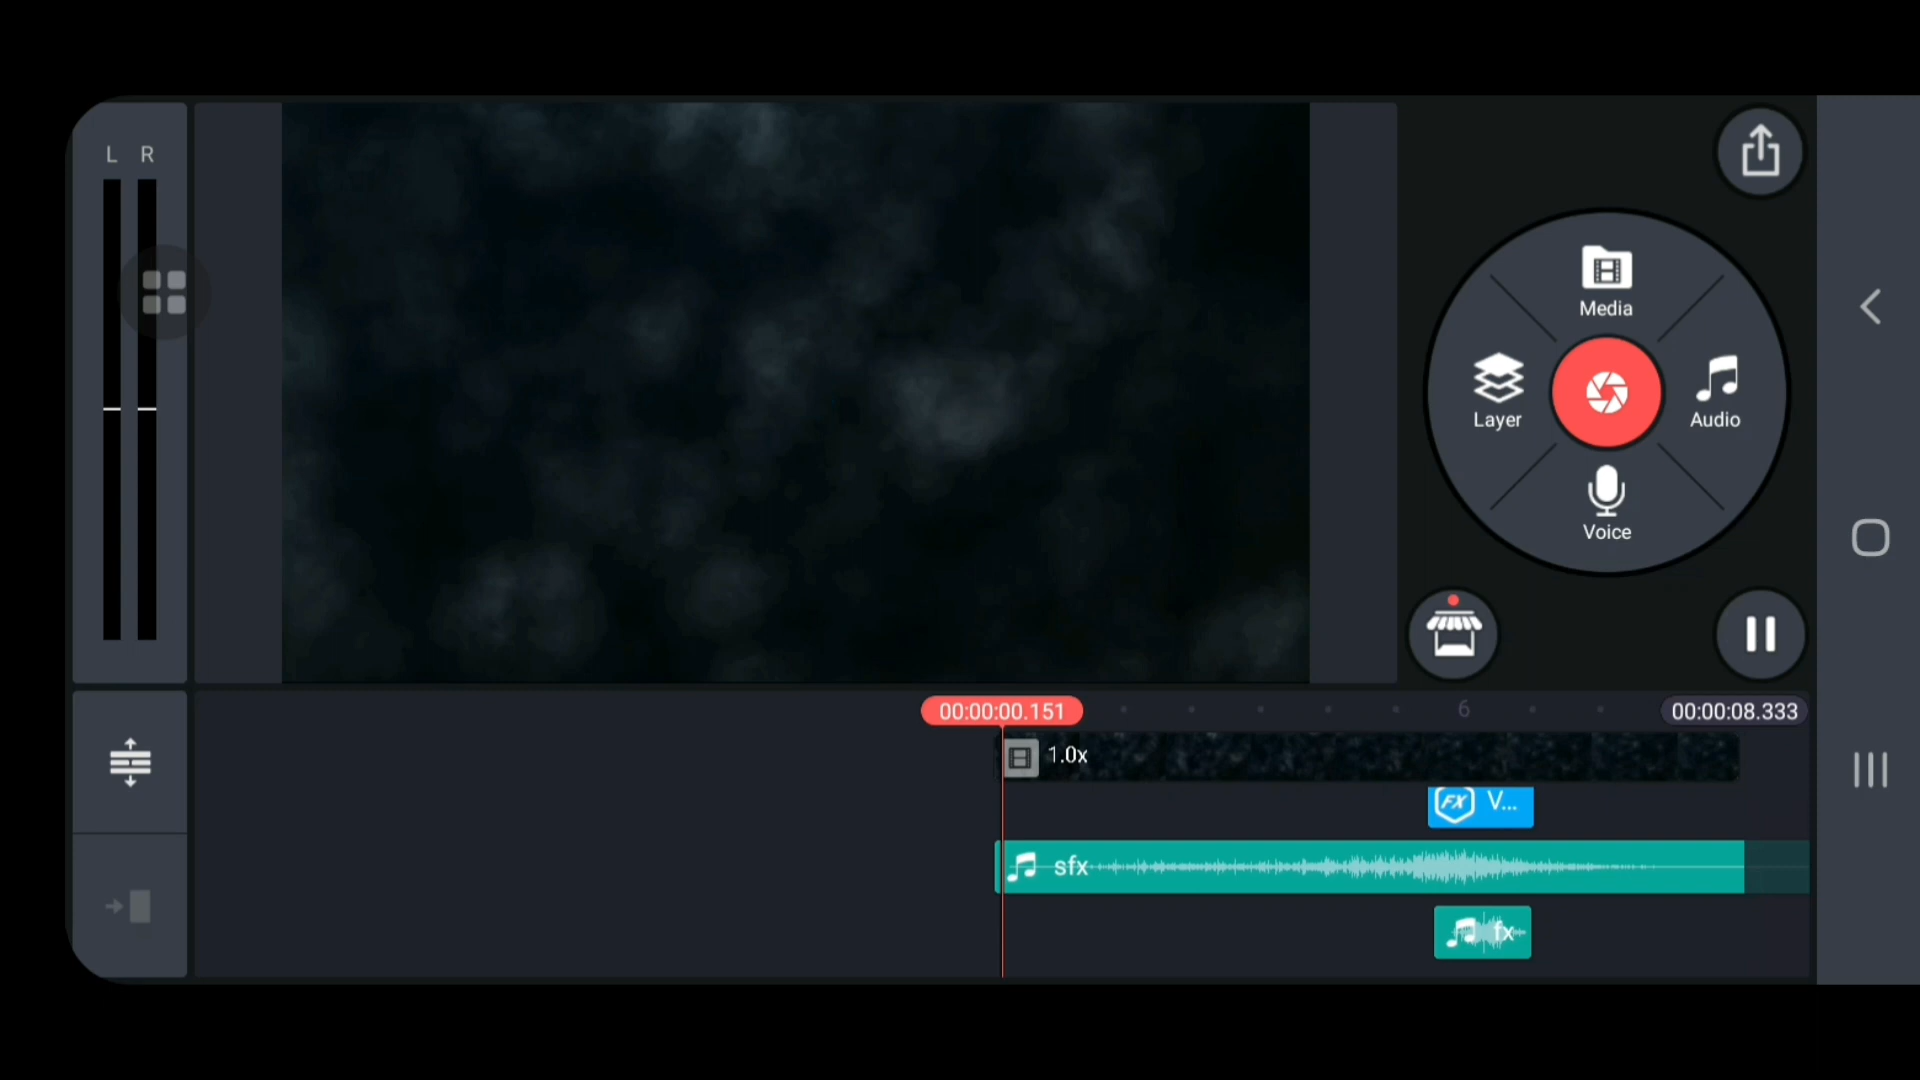 L R
Media
Layer
Audio
Voice
00:00:00.151
6
00:00:08.333
1.0x
FX V...
sfx
fx